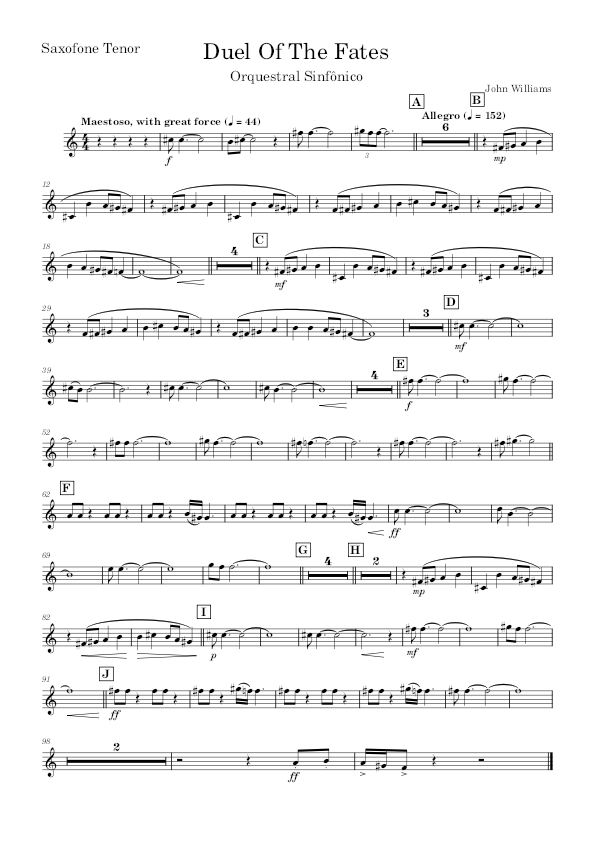 Saxofone Tenor
Duel Of The Fates
Orquestral Sinfônico
John Williams
A
B
Maestoso, with great force (♩ = 44)
Allegro (♩ = 152)
6
f
3
mp
12
18
4
C
mf
29
3
D
mf
39
4
E
f
52
F
62
ff
69
G
4
H
2
mp
82
I
p
mf
91
J
ff
98
2
ff